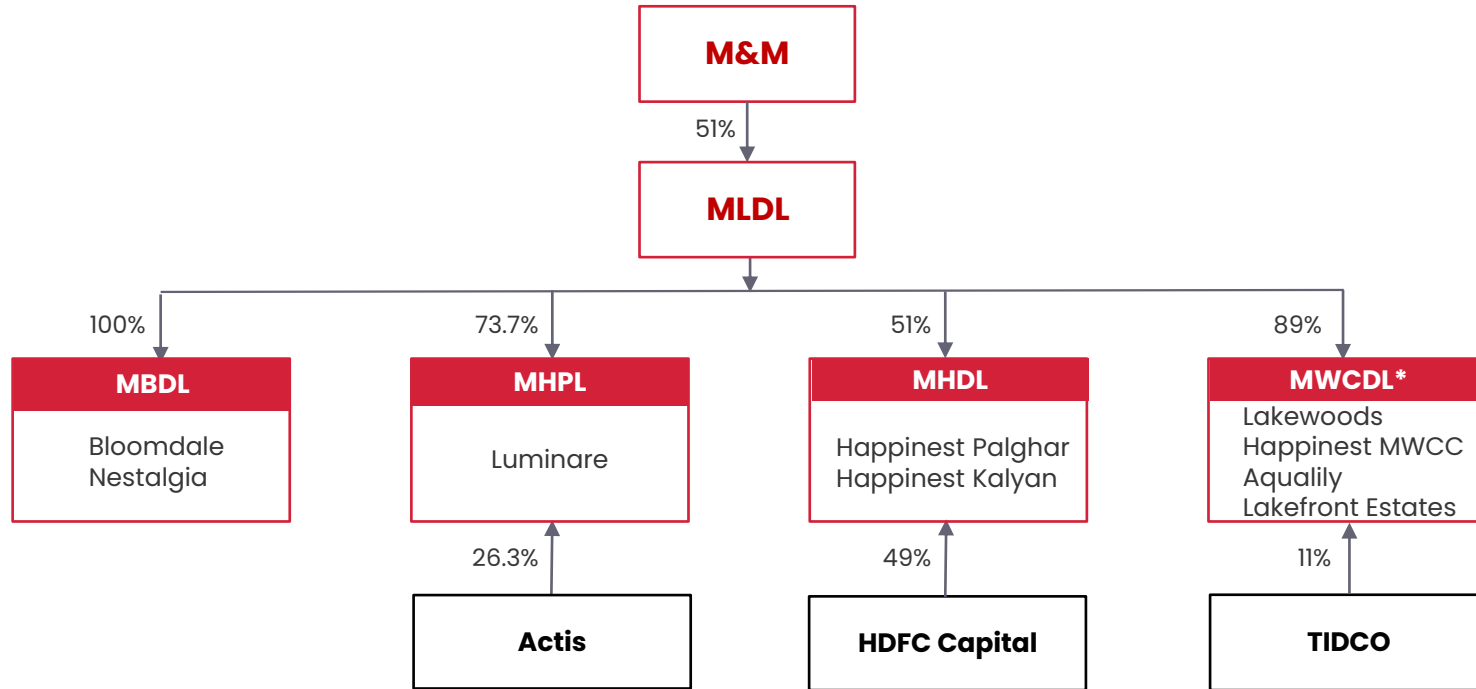 M&M
51%
MLDL
100%
73.7%
51%
89%
MBDL
MHPL
MHDL
MWCDL*
Bloomdale
Nestalgia
Luminare
Happinest Palghar
Happinest Kalyan
Lakewoods
Happinest MWCC
Aqualily
Lakefront Estates
26.3%
49%
11%
Actis
HDFC Capital
TIDCO